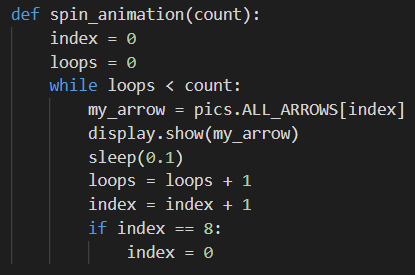 def spin_animation(count):
    index = 0
    loops = 0
    while loops < count:
        my_arrow = pics.ALL_ARROWS[index]
        display.show(my_arrow)
        sleep(0.1)
        loops = loops + 1
        index = index + 1
        if index == 8:
            index = 0